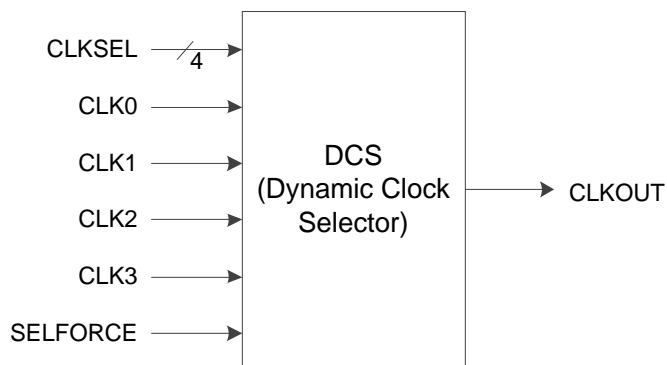 CLKSEL
4
CLK0
CLK1
CLK2
CLK3
SELFORCE
DCS
(Dynamic Clock
Selector)
CLKOUT